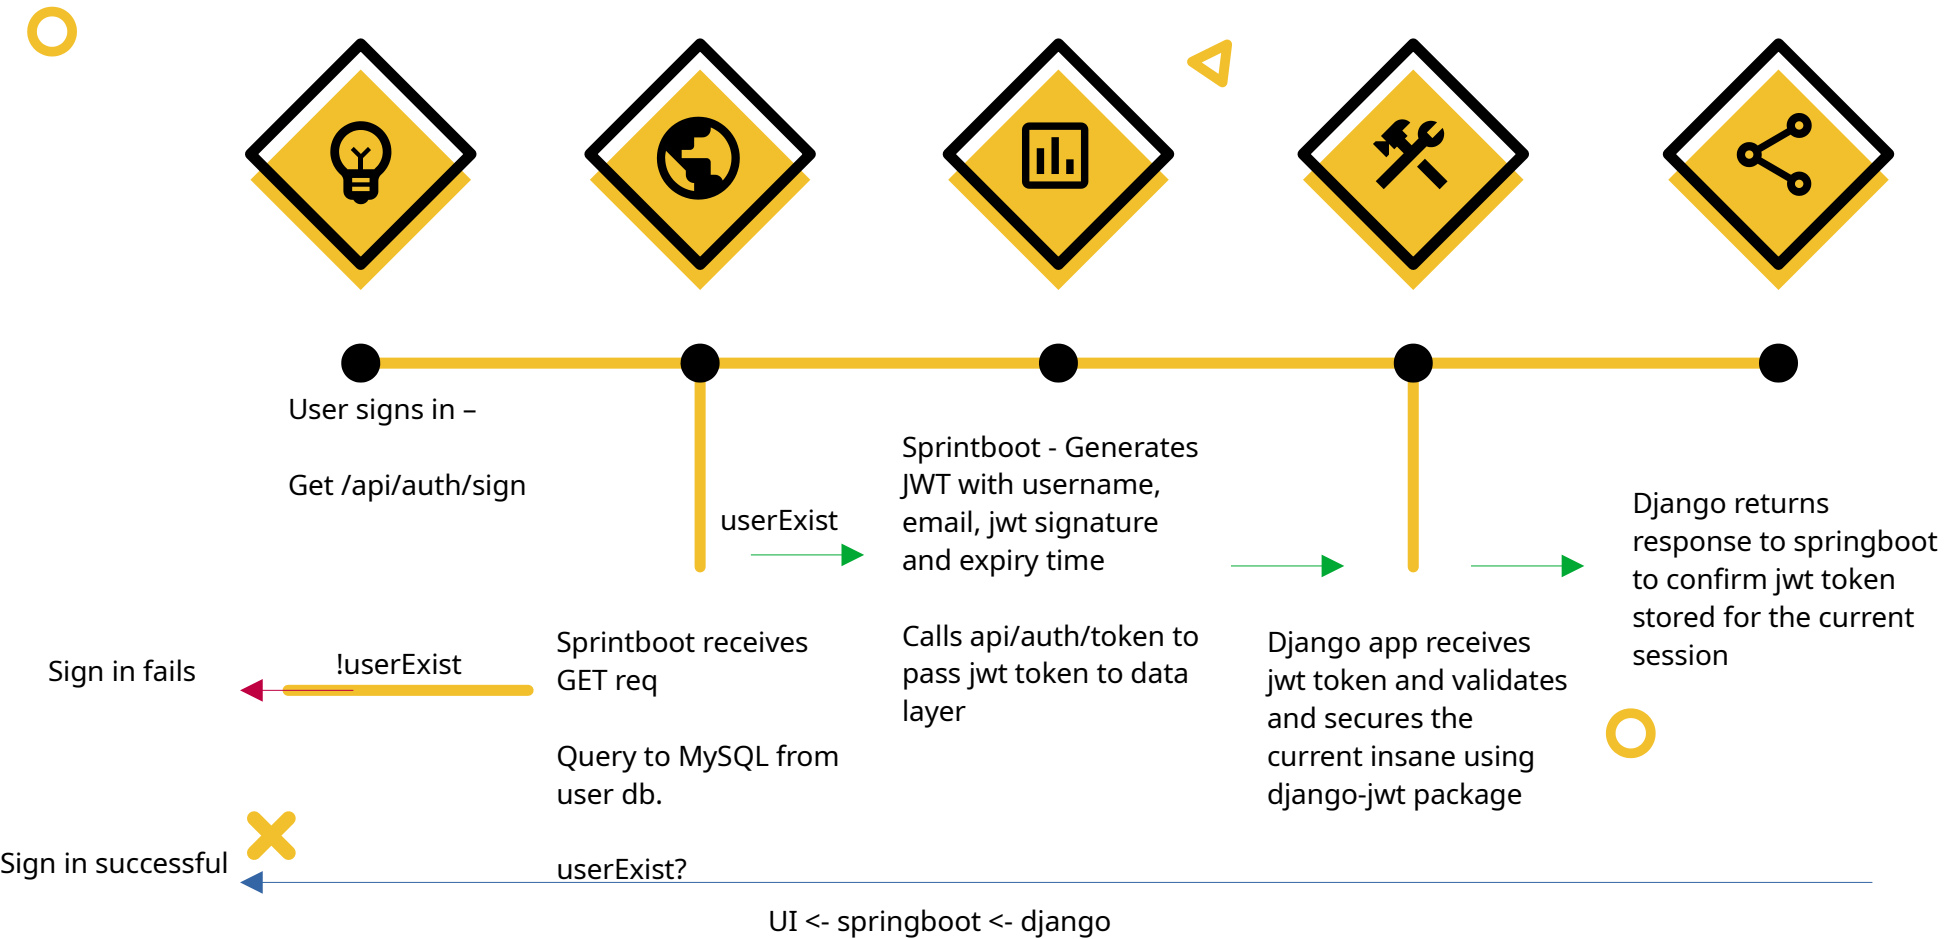 User signs in –
Get /api/auth/sign
userExist
Sprintboot - Generates
JWT with username,
email, jwt signature
and expiry time
Calls api/auth/token to
pass jwt token to data
layer
Django returns
response to springboot
to confirm jwt token
stored for the current
session
Sign in fails
!userExist
Sprintboot receives
GET req
Query to MySQL from
user db.
userExist?
Django app receives
jwt token and validates
and secures the
current insane using
django-jwt package
Sign in successful
UI <- springboot <- django